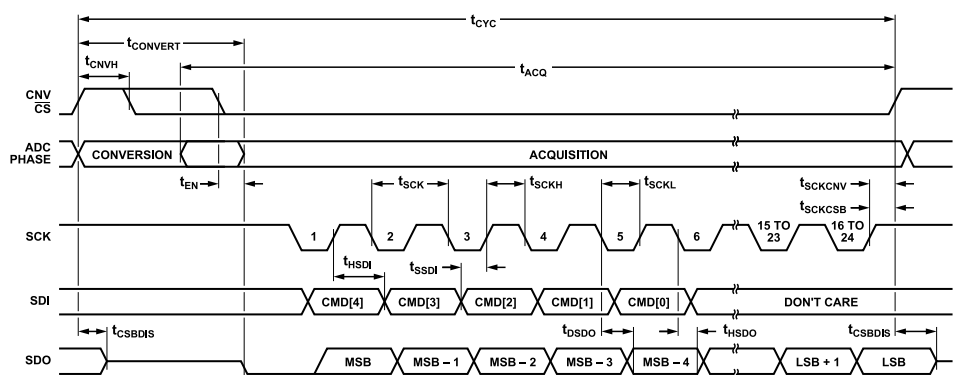 tCYC
tCONVERT
tCNVH
tACQ
CNV
CS
ADC
PHASE
CONVERSION
ACQUISITION
tEN
tSCK
tSCKH
tSCKL
tSCKCNV
tSCKCSB
SCK
1
2
3
4
5
6
15 TO
23
16 TO
24
tHSDI
tSSDI
SDI
CMD[4]
CMD[3]
CMD[2]
CMD[1]
CMD[0]
DON'T CARE
tCSBDIS
tDSDO
tHSDO
tCSBDIS
SDO
MSB
MSB – 1
MSB – 2
MSB – 3
MSB – 4
LSB + 1
LSB